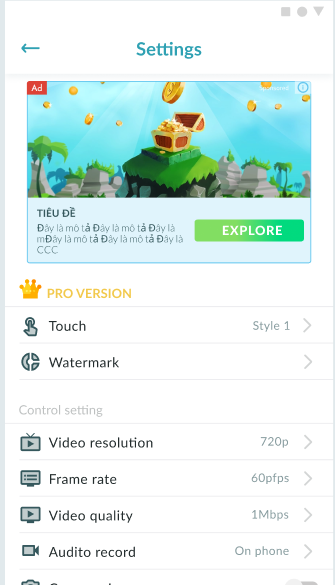 Settings
Ad
Sponsored
TIÊU ĐỀ
Đây là mô tả Đây là mô tả Đây là
mĐây là mô tả Đây là mô tả Đây là
CCC
EXPLORE
PRO VERSION
Touch
Style 1
Watermark
Control setting
Video resolution
720p
Frame rate
60pfps
Video quality
1Mbps
Audito record
On phone